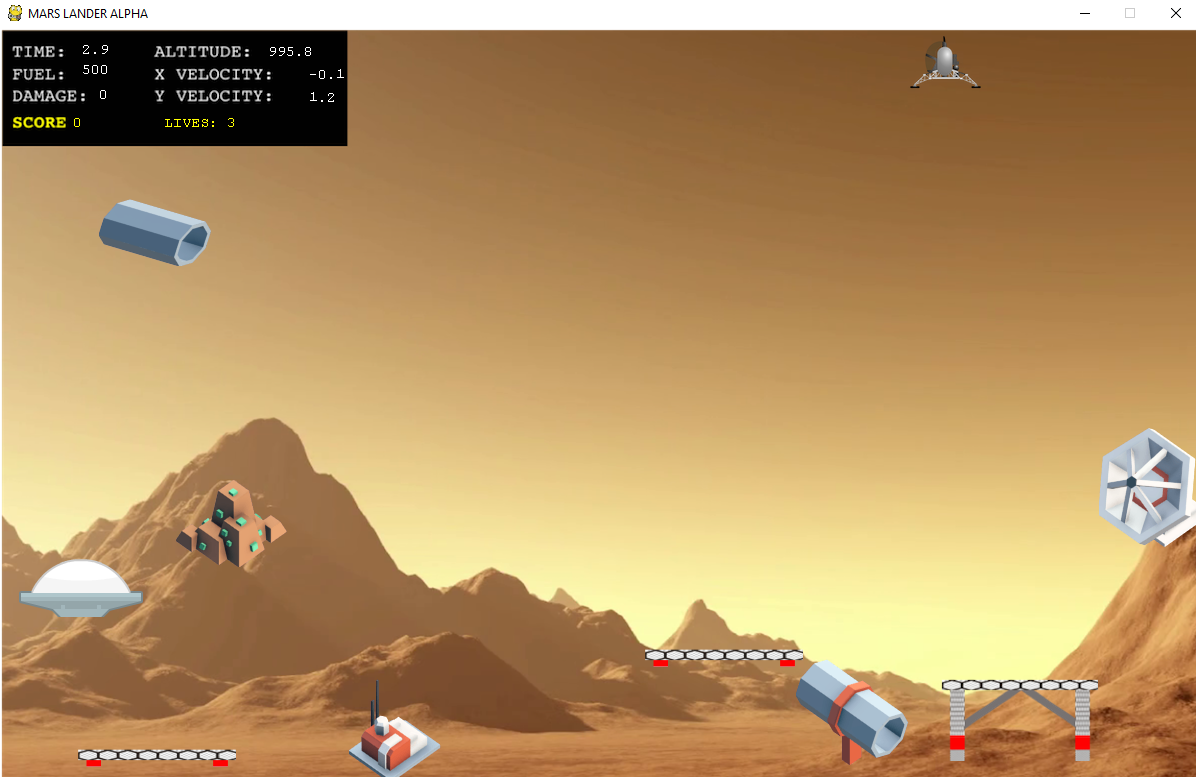 MARS LANDER ALPHA
TIME: 2.9 ALTITUDE: 995.8
FUEL: 500 X VELOCITY: -0.1
DAMAGE: 0 Y VELOCITY: 1.2
SCORE 0 LIVES: 3